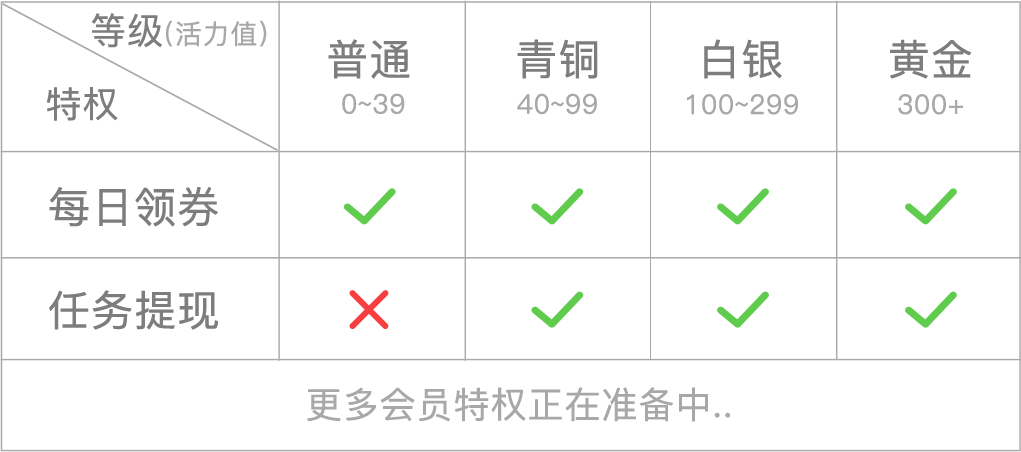 等级(活力值)
特权
普通
0~39
青铜
40~99
白银
100~299
黄金
300+
每日领券
任务提现
更多会员特权正在准备中..